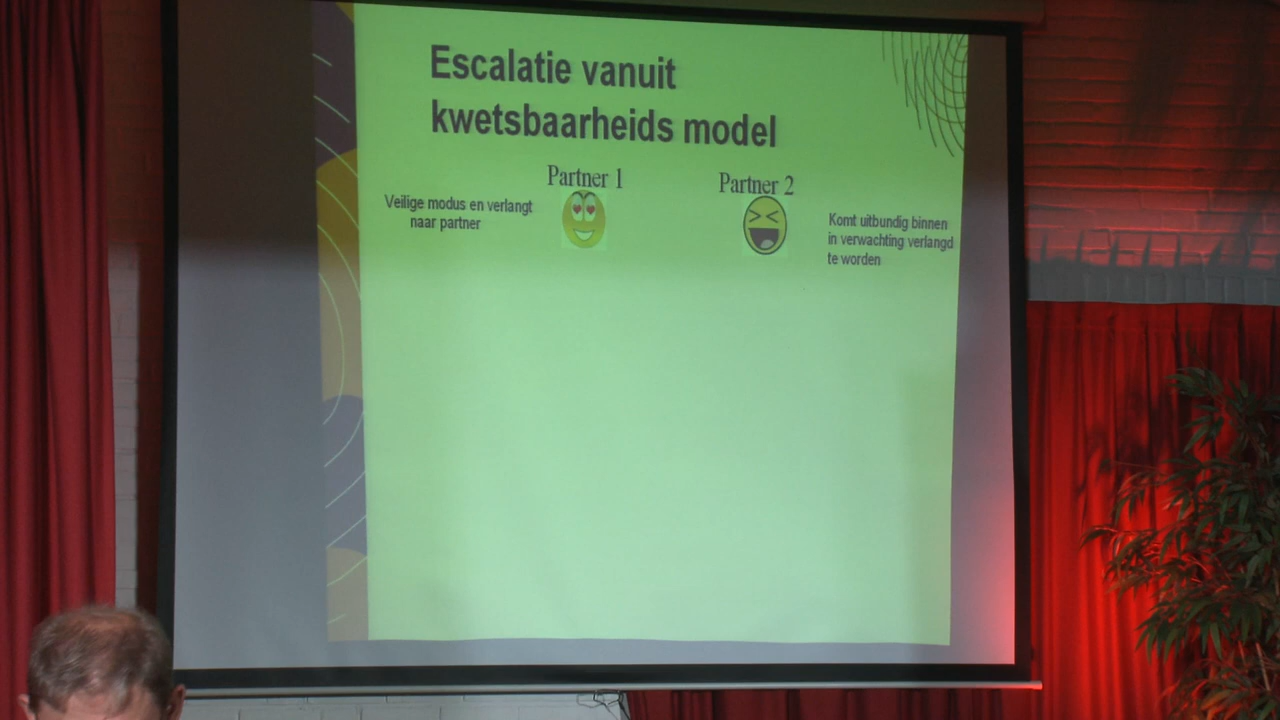 Escalatie vanuit
kwetsbaarheids model
Partner 1
Partner 2
Veilige modus en verlangt
naar partner
Komt uitbundig binnen
in verwachting verlangd
te worden